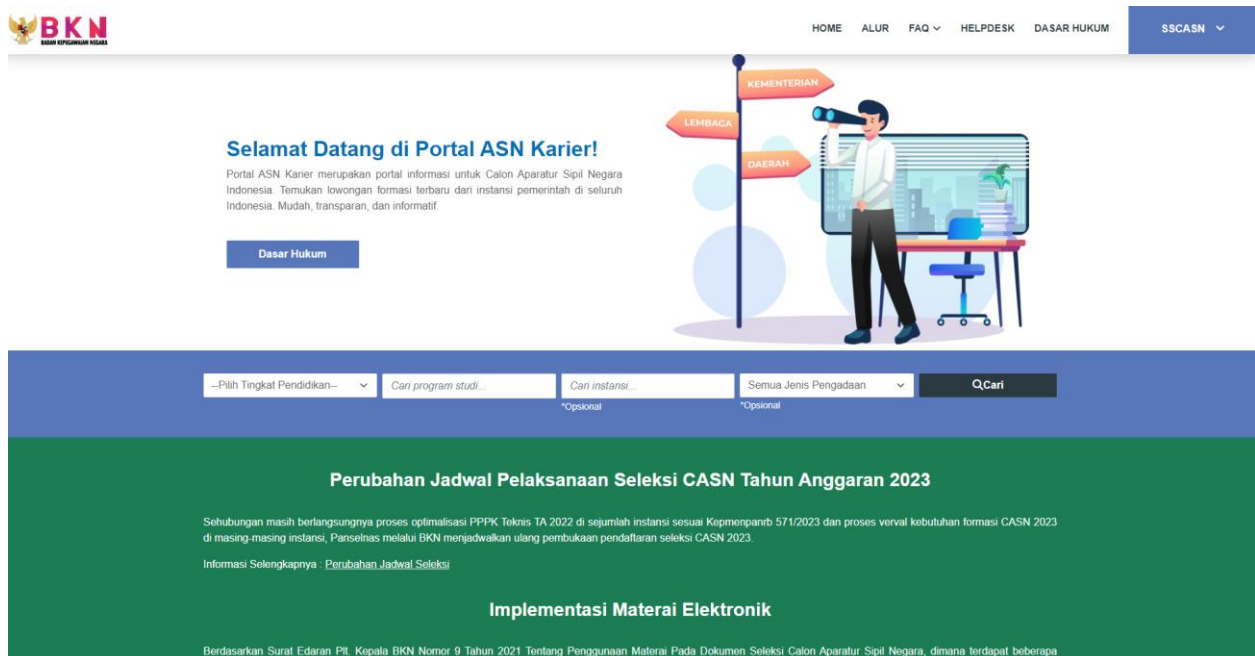 BKN
BADAN KEPEGAWAIAN NEGARA
HOME ALUR FAQ HELPDESK DASAR HUKUM SSCASN
KEMENTERIAN
LEMBAGA
DAERAH
Selamat Datang di Portal ASN Karier!
Portal ASN Karier merupakan portal informasi untuk Calon Aparatur Sipil Negara
Indonesia. Temukan lowongan formasi terbaru dari instansi pemerintah di seluruh
Indonesia. Mudah, transparan, dan informatif.
Dasar Hukum
--Pilih Tingkat Pendidikan-- Cari program studi... Cari instansi... Semua Jenis Pengadaan Cari
*Opsional *Opsional
Perubahan Jadwal Pelaksanaan Seleksi CASN Tahun Anggaran 2023
Sehubungan masih berlangsungnya proses optimalisasi PPPK Teknis TA 2022 di sejumlah instansi sesuai Kepmenpanrb 571/2023 dan proses verval kebutuhan formasi CASN 2023
di masing-masing instansi, Panselnas melalui BKN menjadwalkan ulang pembukaan pendaftaran seleksi CASN 2023.
Informasi Selengkapnya : Perubahan Jadwal Seleksi
Implementasi Materai Elektronik
Berdasarkan Surat Edaran Plt. Kepala BKN Nomor 9 Tahun 2021 Tentang Penggunaan Materai Pada Dokumen Seleksi Calon Aparatur Sipil Negara, dimana terdapat beberapa